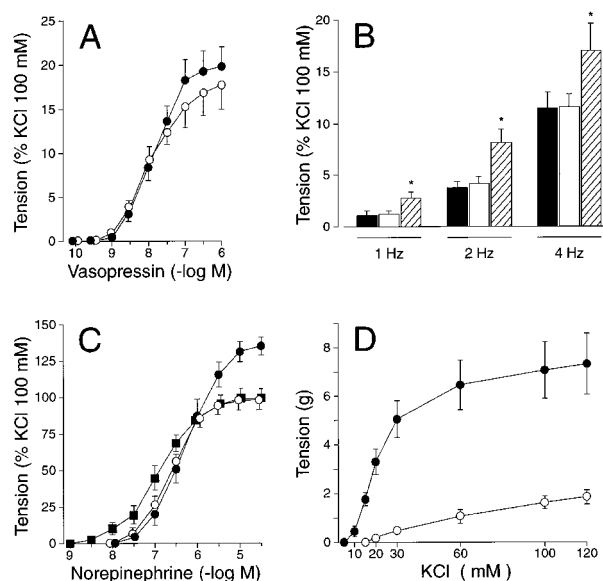 A
Tension (% KCl 100 mM)
25
20
15
10
5
0
10 9 8 7 6
Vasopressin (-log M)
B
Tension (% KCl 100 mM)
20
15
10
5
0
* * *
1 Hz 2 Hz 4 Hz
C
Tension (% KCl 100 mM)
150
125
100
75
50
25
0
9 8 7 6 5
Norepinephrine (-log M)
D
Tension (g)
8
6
4
2
0
10 20 30 60 100 120
KCl ( mM )